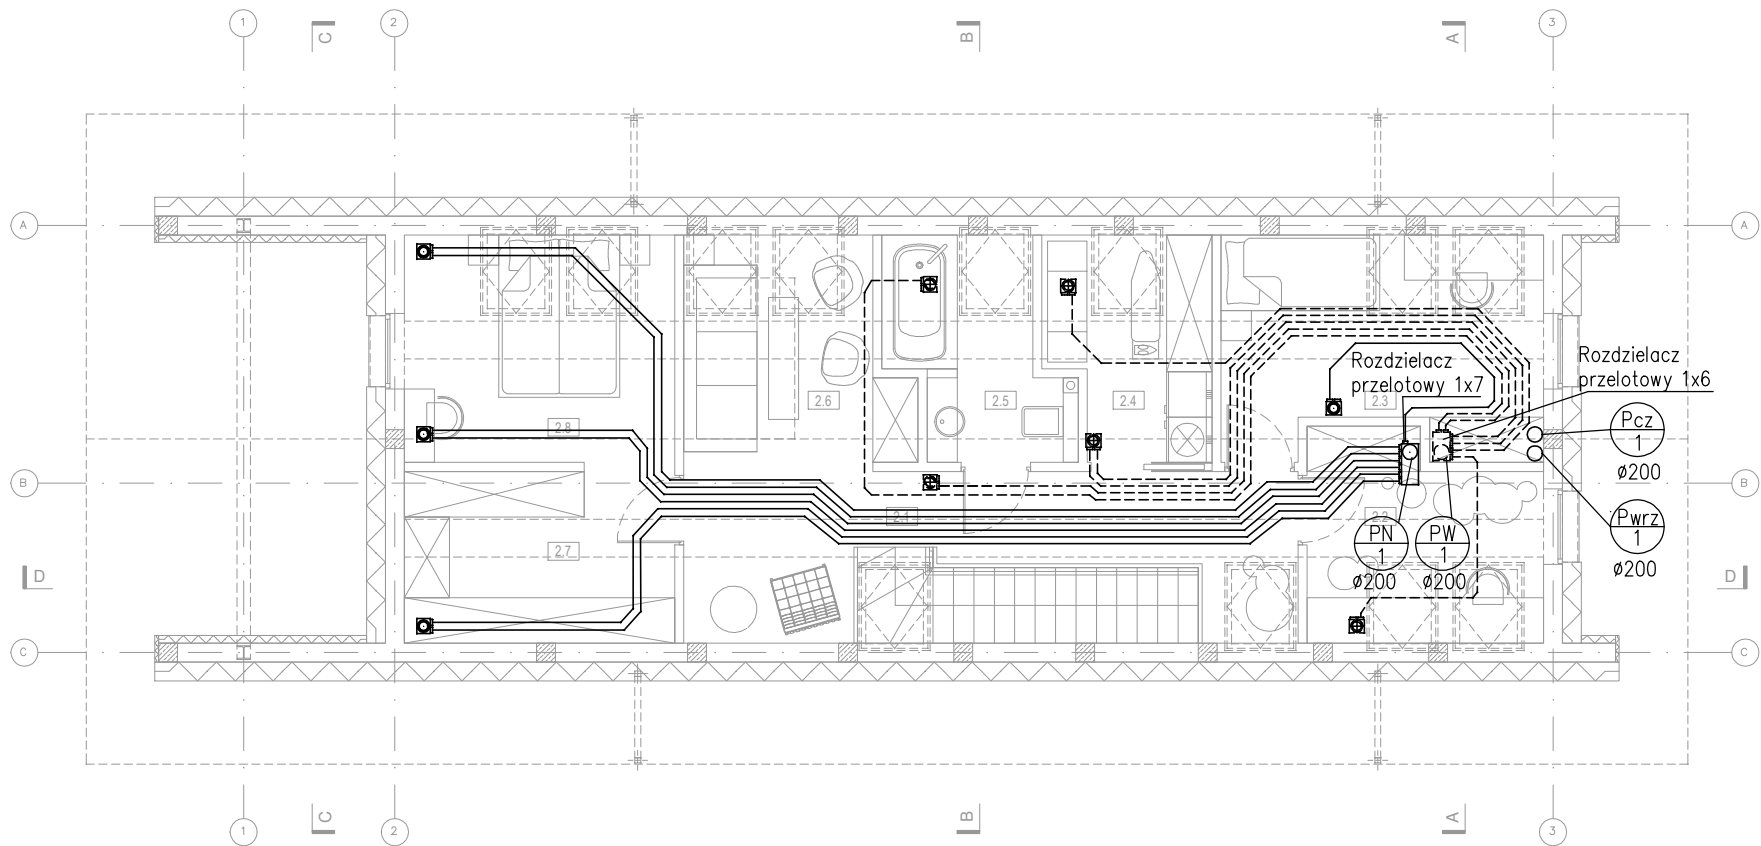 1
2
3
C
B
A
A
A
Rozdzielacz
przelotowy 1x7
Rozdzielacz
przelotowy 1x6
2.8
2.6
2.5
2.4
2.3
Pcz
1
ø200
B
B
2.1
2.2
Pwrz
1
ø200
PN
1
ø200
PW
1
ø200
2.7
D
D
C
C
1
2
3
C
B
A